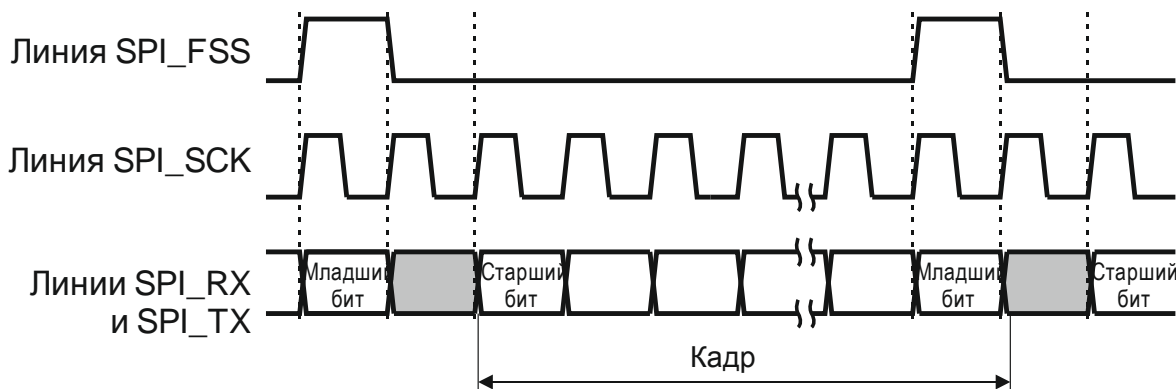 Линия SPI_FSS
Линия SPI_SCK
Линии SPI_RX
и SPI_TX
Младший
бит
Старший
бит
Младший
бит
Старший
бит
Кадр